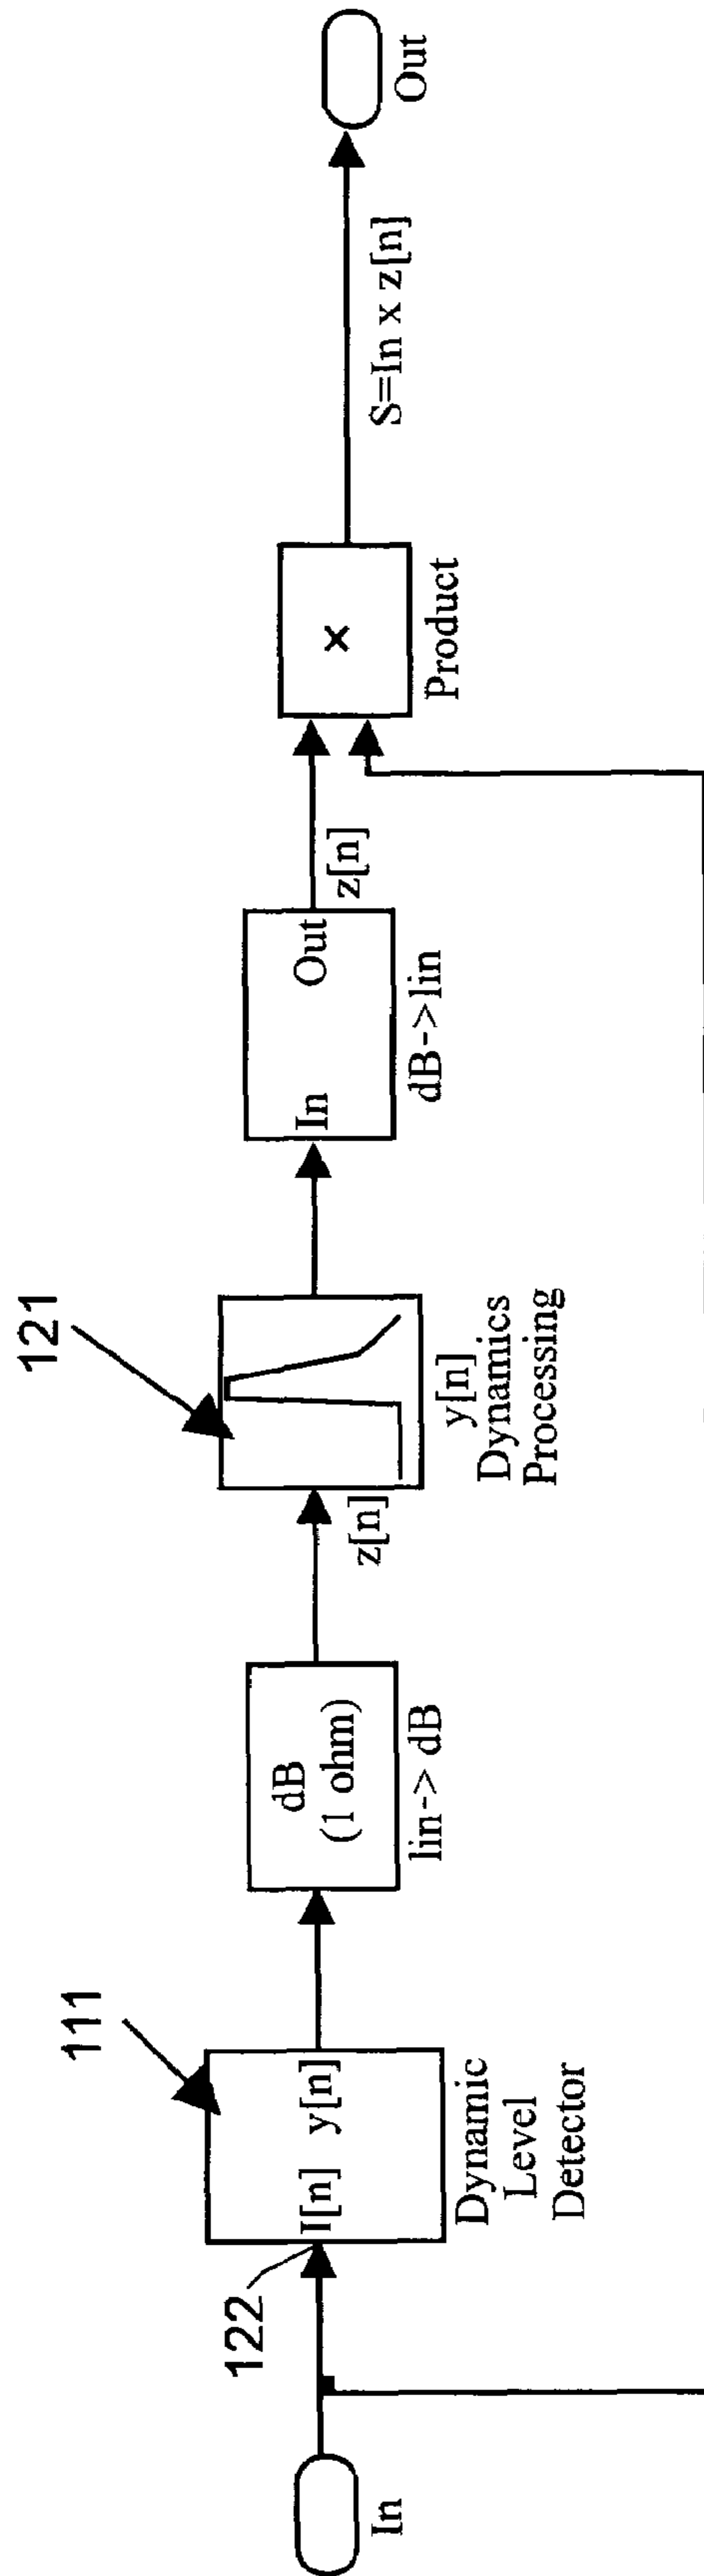 In
122
111
I[n] y[n]
Dynamic
Level
Detector
dB
(1 ohm)
lin-> dB
121
z[n]
y[n]
Dynamics
Processing
In Out
dB->lin
z[n]
x
Product
S=In x z[n]
Out